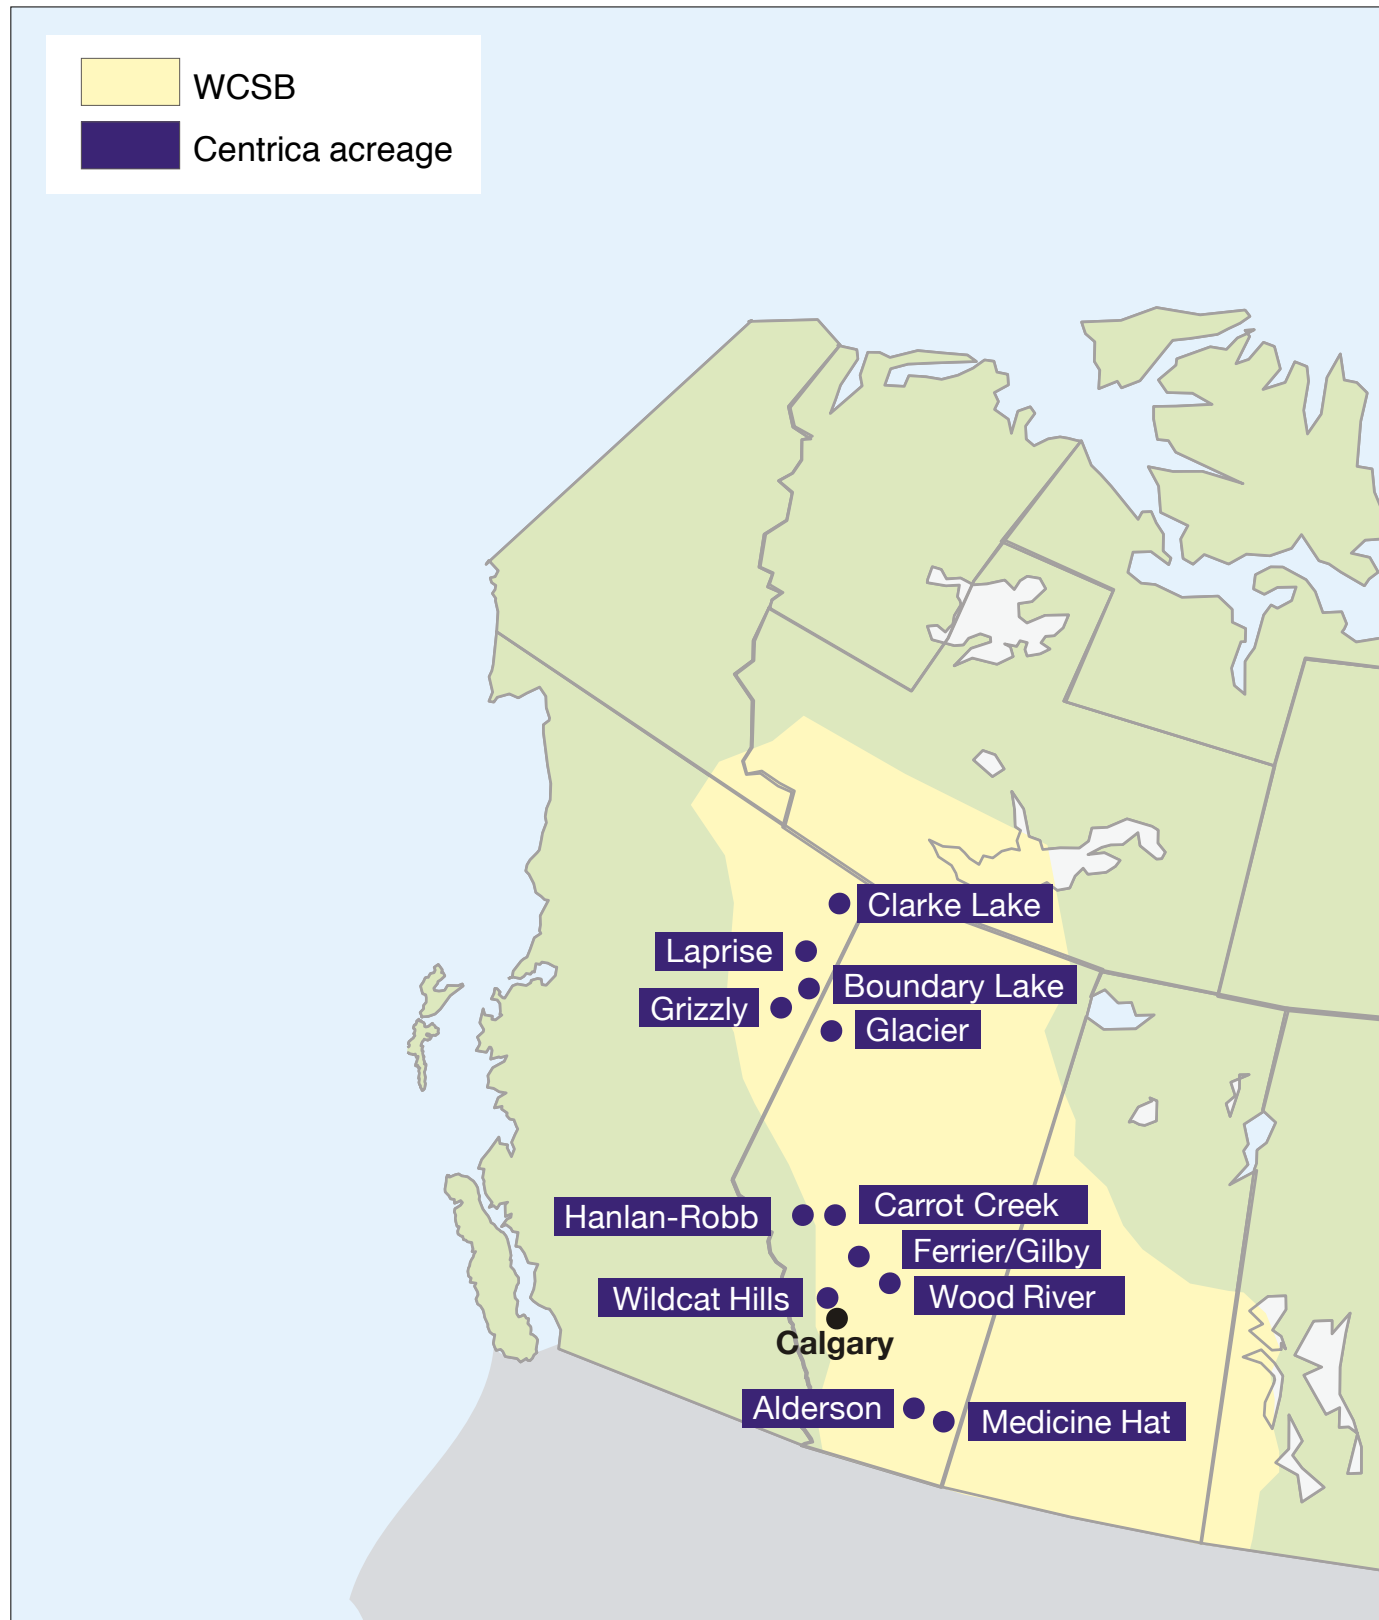 WCSB
Centrica acreage
Clarke Lake
Laprise
Boundary Lake
Grizzly
Glacier
Carrot Creek
Hanlan-Robb
Ferrier/Gilby
Wood River
Wildcat Hills
Calgary
Alderson
Medicine Hat